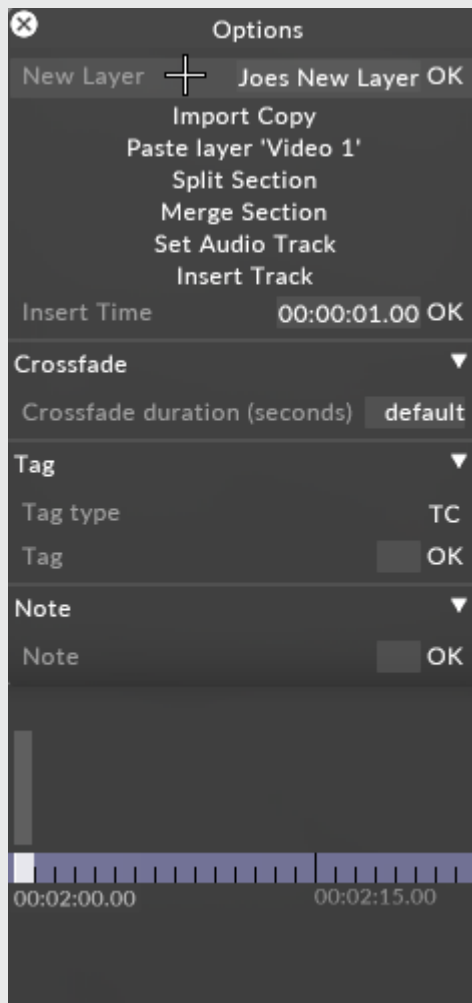 Options
New Layer Joes New Layer OK
Import Copy
Paste layer 'Video 1'
Split Section
Merge Section
Set Audio Track
Insert Track
Insert Time 00:00:01.00 OK
Crossfade
Crossfade duration (seconds) default
Tag
Tag type TC
Tag OK
Note
Note OK
00:02:00.00 00:02:15.00